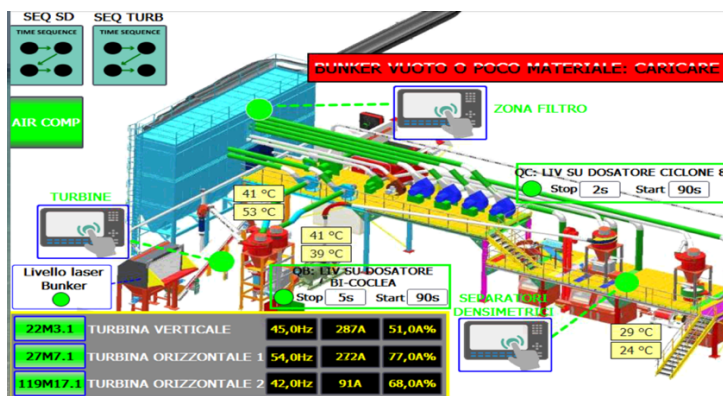 SEQ SD
SEQ TURB
TIME SEQUENCE
TIME SEQUENCE
BUNKER VUOTO O POCO MATERIALE: CARICARE
ZONA FILTRO
AIR COMP
QC: LIV SU DOSATORE CICLONE 8
Stop 2s Start 90s
TURBINE
41 °C
53 °C
41 °C
39 °C
Livello laser
Bunker
QB: LIV SU DOSATORE
BI-COCLEA
Stop 5s Start 90s
SEPARATORI
DENSIMETRICI
29 °C
24 °C
22M3.1 TURBINA VERTICALE 45,0Hz 287A 51,0A%
27M7.1 TURBINA ORIZZONTALE 1 54,0Hz 272A 77,0A%
119M17.1 TURBINA ORIZZONTALE 2 42,0Hz 91A 68,0A%